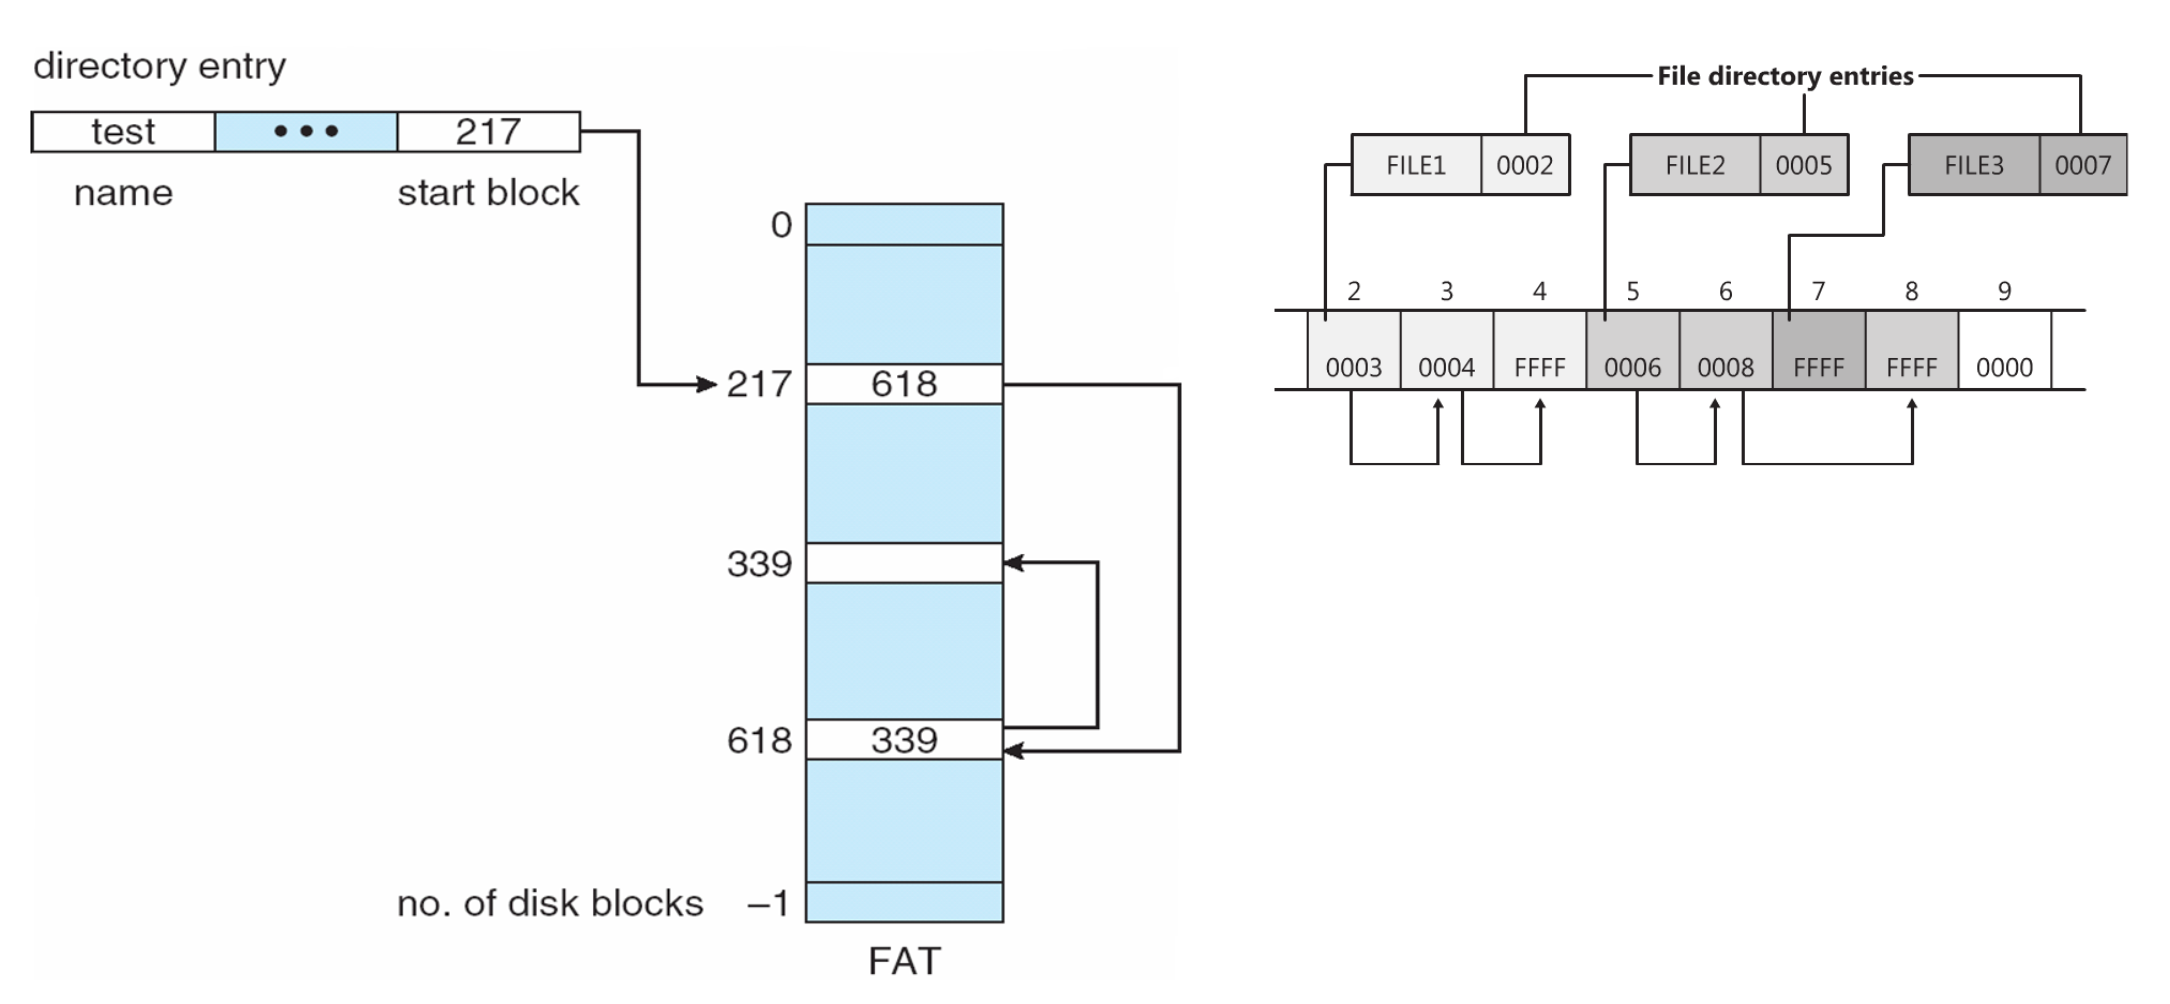 directory entry
test ••• 217
name start block
0
217 618
339
618 339
no. of disk blocks –1
FAT
File directory entries
FILE1 0002 FILE2 0005 FILE3 0007
2 3 4 5 6 7 8 9
0003 0004 FFFF 0006 0008 FFFF FFFF 0000